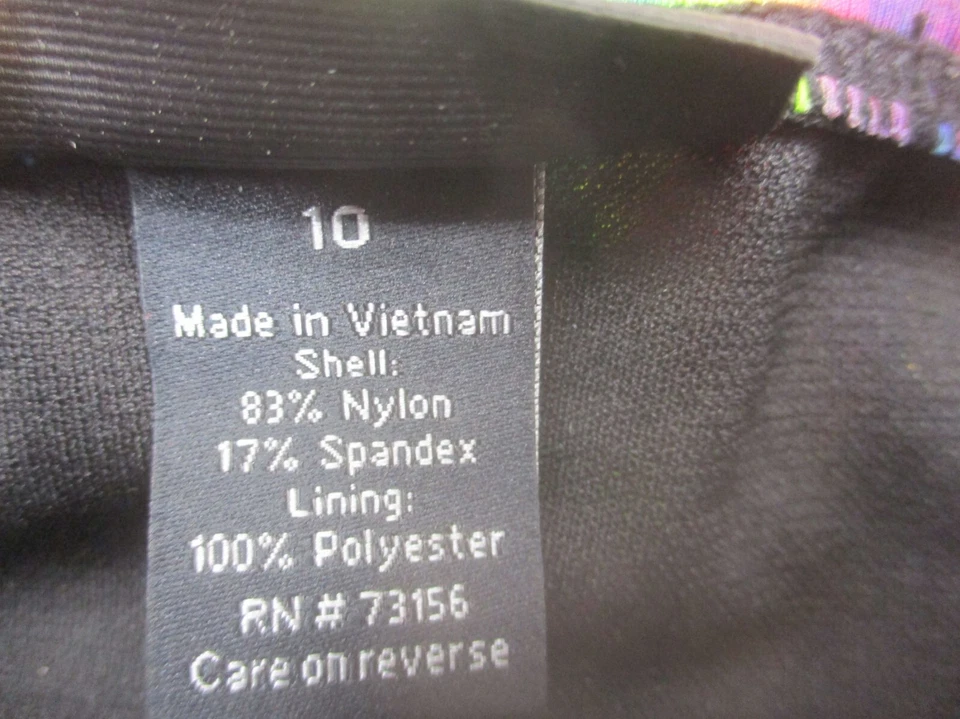 10
Made in Vietnam
Shell:
83% Nylon
17% Spandex
Lining:
100% Polyester
RN # 73156
Care on reverse